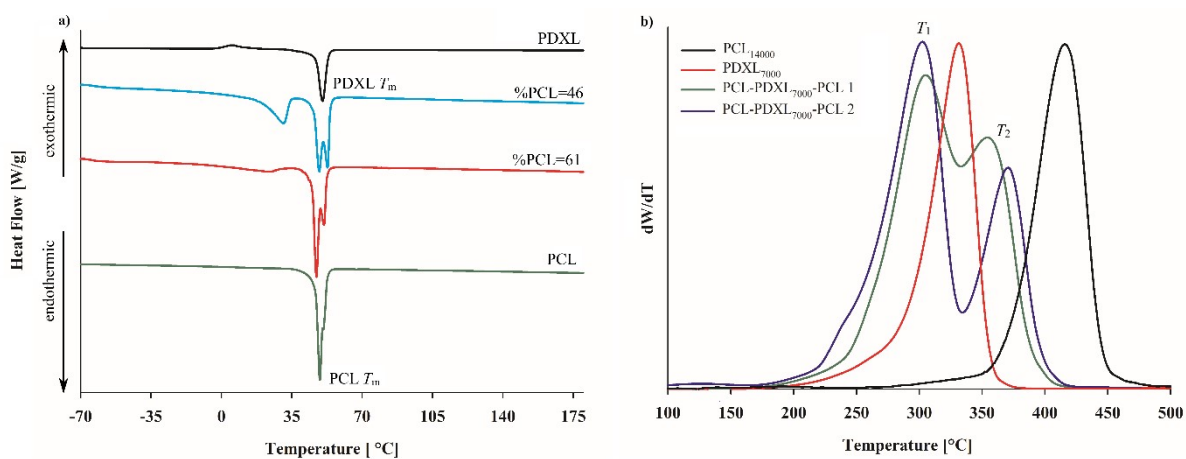 a)
exothermic
endothermic
Heat Flow [W/g]
PDXL
PDXL Tm
%PCL=46
%PCL=61
PCL
PCL Tm
-70 -35 0 35 70 105 140 175
Temperature [ °C]
b)
PCL14000
PDXL7000
PCL-PDXL7000-PCL 1
PCL-PDXL7000-PCL 2
T1
T2
dW/dT
100 150 200 250 300 350 400 450 500
Temperature [°C]